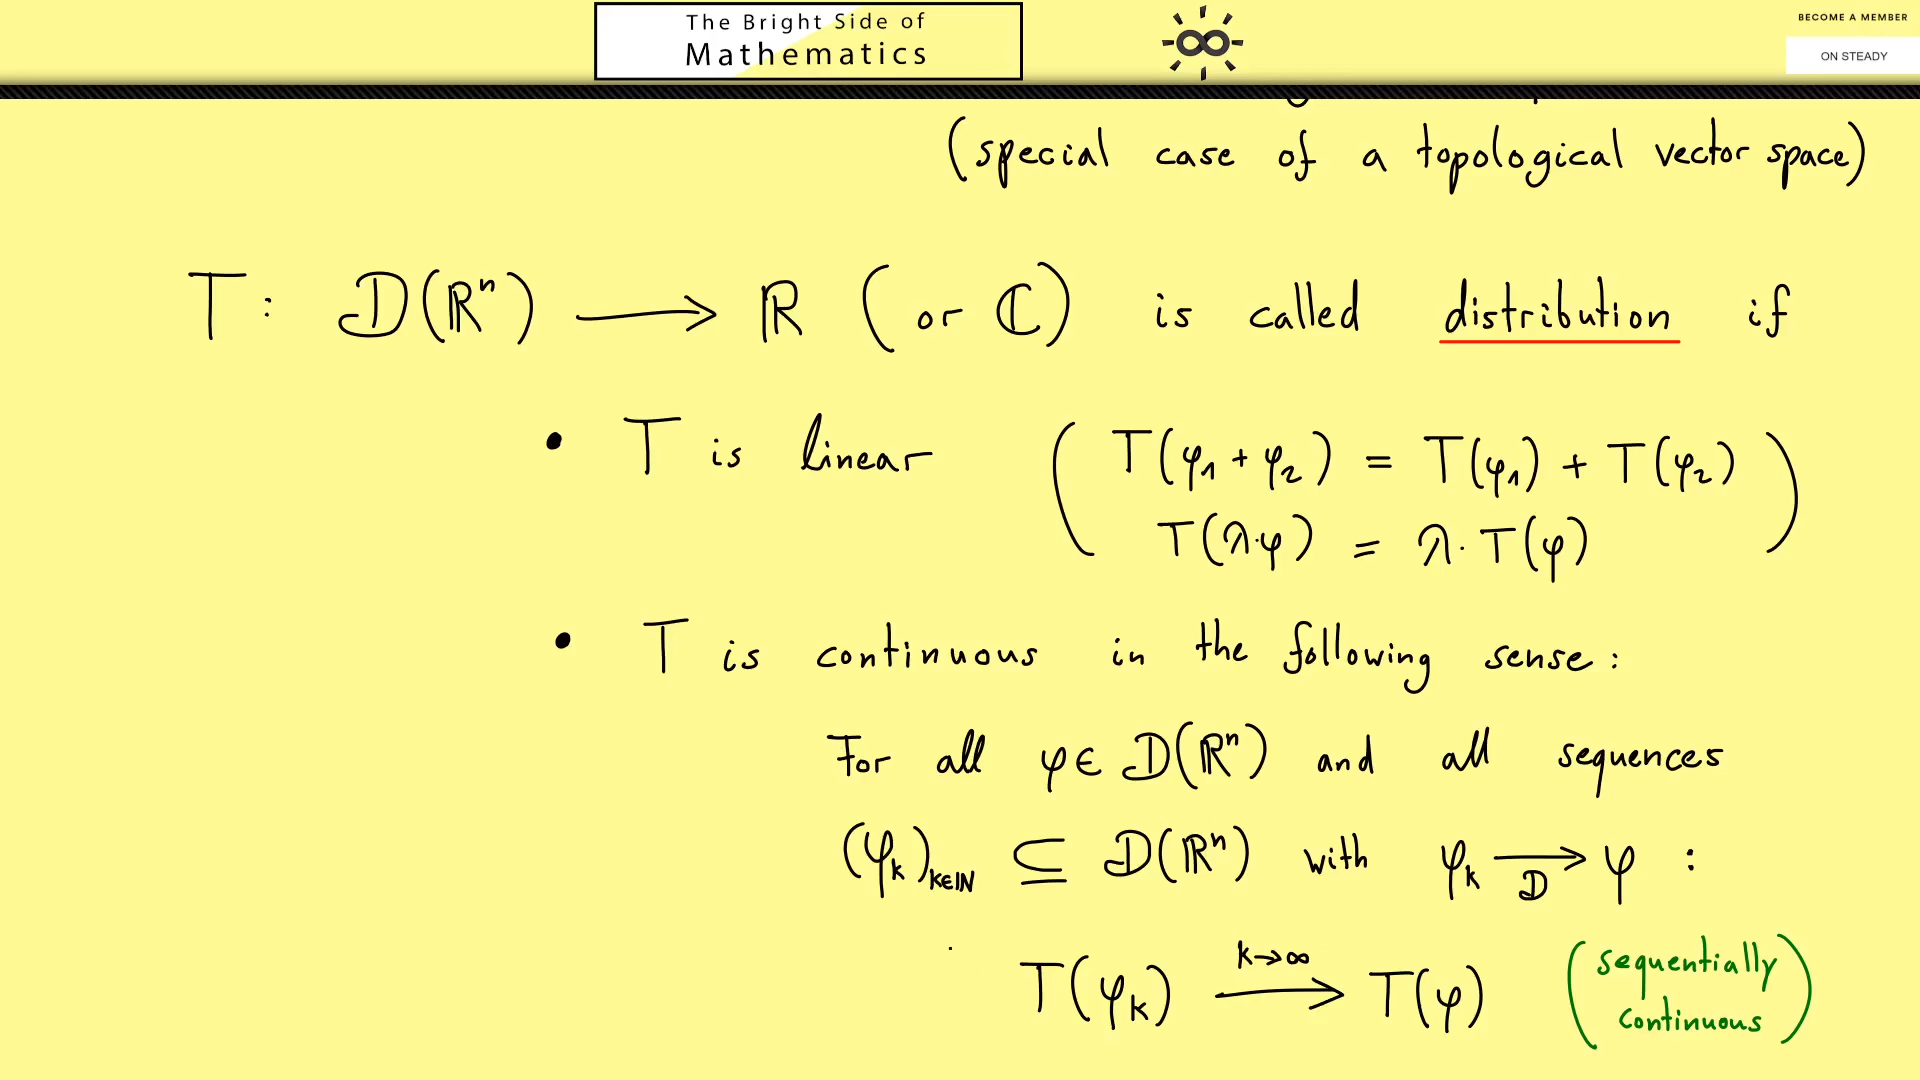 The Bright Side of
Mathematics
BECOME A MEMBER
ON STEADY
(special case of a topological vector space)
T: 𝒟(ℝⁿ) ⟶ ℝ (or ℂ) is called distribution if
• T is linear ( T(φ₁ + φ₂) = T(φ₁) + T(φ₂)
T(λ·φ) = λ·T(φ) )
• T is continuous in the following sense:
For all φ ∈ 𝒟(ℝⁿ) and all sequences
(φₖ)ₖ∈ℕ ⊆ 𝒟(ℝⁿ) with φₖ ⟶ φ :
𝒟
k→∞
T(φₖ) ⟶ T(φ)
(sequentially
continuous)